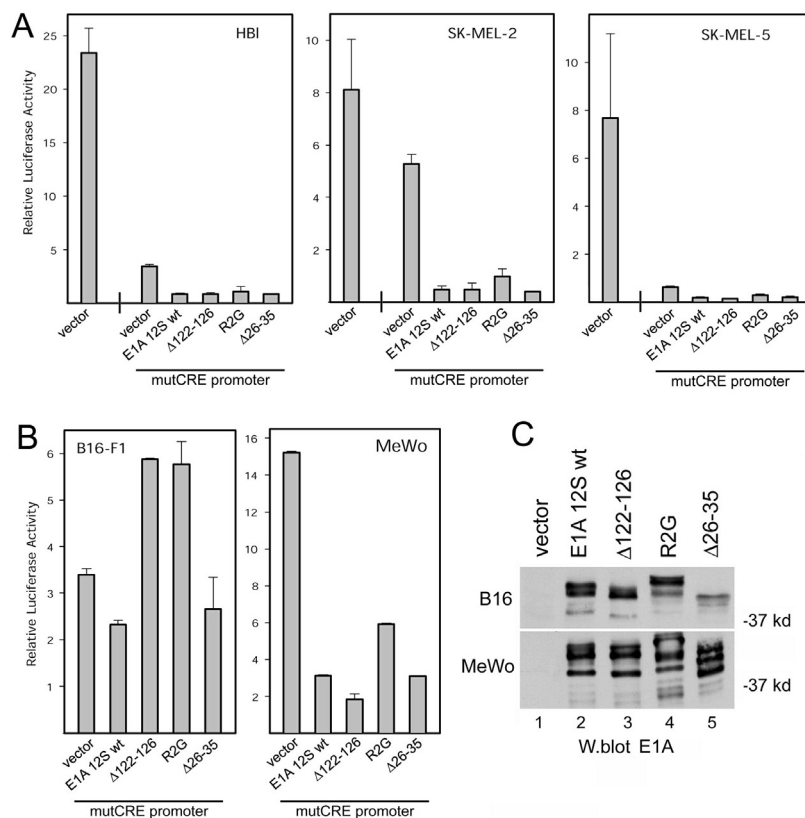 A
HBI
Relative Luciferase Activity
25
20
15
10
5
vector
vector
E1A 12S wt
Δ122-126
R2G
Δ26-35
mutCRE promoter
SK-MEL-2
10
8
6
4
2
vector
vector
E1A 12S wt
Δ122-126
R2G
Δ26-35
mutCRE promoter
SK-MEL-5
10
8
6
4
2
vector
vector
E1A 12S wt
Δ122-126
R2G
Δ26-35
mutCRE promoter
B
B16-F1
Relative Luciferase Activity
6
5
4
3
2
1
vector
E1A 12S wt
Δ122-126
R2G
Δ26-35
mutCRE promoter
MeWo
16
14
12
10
8
6
4
2
vector
E1A 12S wt
Δ122-126
R2G
Δ26-35
mutCRE promoter
C
vector
E1A 12S wt
Δ122-126
R2G
Δ26-35
B16
-37 kd
MeWo
-37 kd
1 2 3 4 5
W.blot E1A